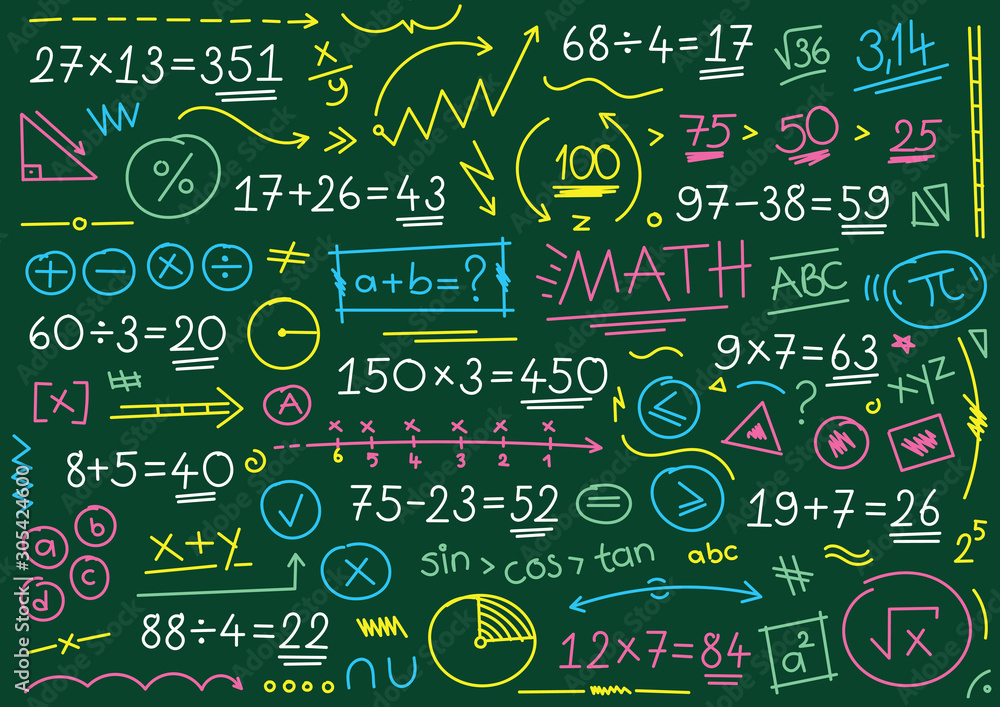 27×13=351
x/y
68÷4=17
√36
3,14
%
17+26=43
100
> 75 > 50 > 25
z
97−38=59
+ − × ÷
≠
a+b=?
MATH
ABC
π
60÷3=20
150×3=450
9×7=63
xyz
[x]
#
A
≤
?
x x x x x x
6 5 4 3 2 1
8+5=40
75−23=52
=
≥
19+7=26
2⁵
a b c d
x+y
✓
x
sin > cos > tan
abc
≈
#
88÷4=22
x
∩ ∪
12×7=84
a²
√x
Adobe Stock | #305424600